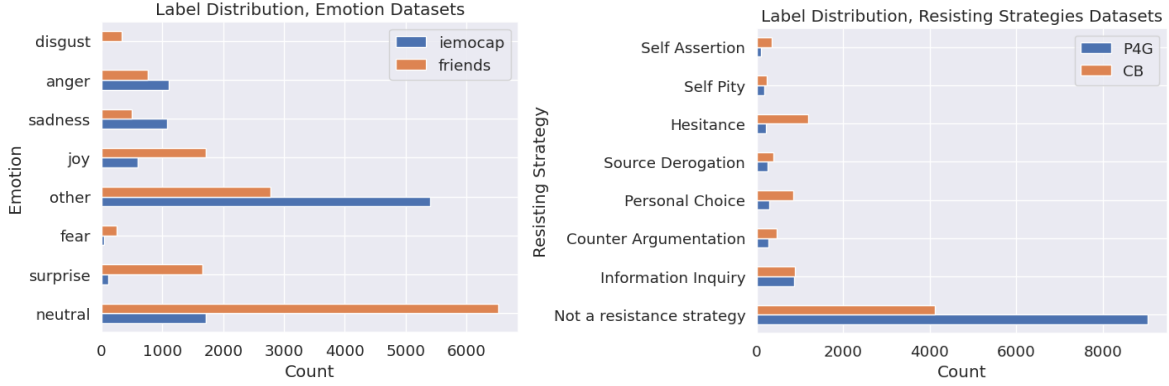 Label Distribution, Emotion Datasets
iemocap
friends
Emotion
disgust
anger
sadness
joy
other
fear
surprise
neutral
0 1000 2000 3000 4000 5000 6000
Count
Label Distribution, Resisting Strategies Datasets
P4G
CB
Resisting Strategy
Self Assertion
Self Pity
Hesitance
Source Derogation
Personal Choice
Counter Argumentation
Information Inquiry
Not a resistance strategy
0 2000 4000 6000 8000
Count